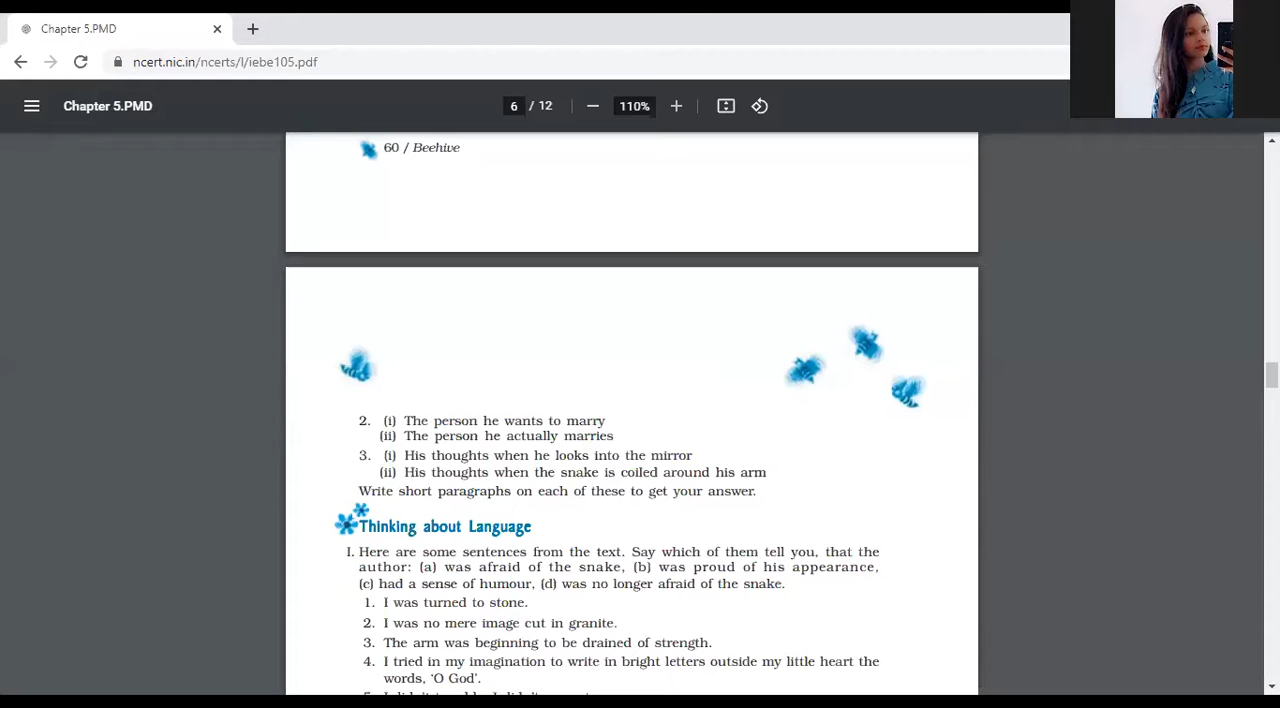 Chapter 5.PMD
ncert.nic.in/ncerts/l/iebe105.pdf
Chapter 5.PMD
6 / 12
110%
60 / Beehive
2. (i) The person he wants to marry
(ii) The person he actually marries
3. (i) His thoughts when he looks into the mirror
(ii) His thoughts when the snake is coiled around his arm
Write short paragraphs on each of these to get your answer.
Thinking about Language
I. Here are some sentences from the text. Say which of them tell you, that the
author: (a) was afraid of the snake, (b) was proud of his appearance,
(c) had a sense of humour, (d) was no longer afraid of the snake.
1. I was turned to stone.
2. I was no mere image cut in granite.
3. The arm was beginning to be drained of strength.
4. I tried in my imagination to write in bright letters outside my little heart the
words, ‘O God’.